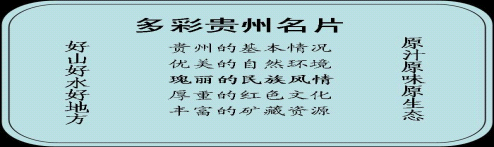 多彩贵州名片
好山好水好地方
贵州的基本情况
优美的自然环境
瑰丽的民族风情
厚重的红色文化
丰富的矿藏资源
原汁原味原生态